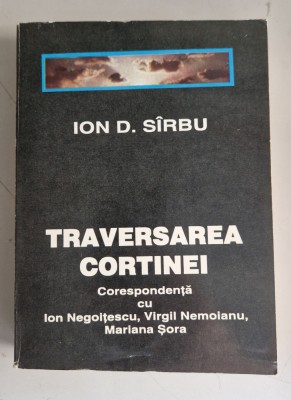 ION D. SÎRBU
TRAVERSAREA
CORTINEI
Corespondență
cu
Ion Negoițescu, Virgil Nemoianu,
Mariana Șora